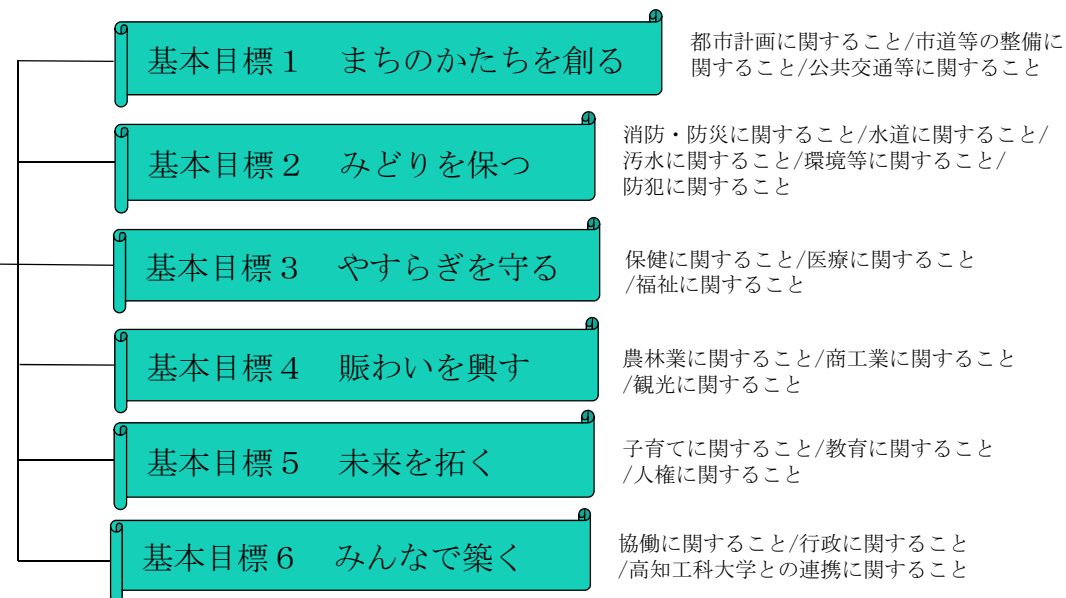 基本目標１　まちのかたちを創る
都市計画に関すること/市道等の整備に
関すること/公共交通等に関すること
基本目標２　みどりを保つ
消防・防災に関すること/水道に関すること/
汚水に関すること/環境等に関すること/
防犯に関すること
基本目標３　やすらぎを守る
保健に関すること/医療に関すること
/福祉に関すること
基本目標４　賑わいを興す
農林業に関すること/商工業に関すること
/観光に関すること
基本目標５　未来を拓く
子育てに関すること/教育に関すること
/人権に関すること
基本目標６　みんなで築く
協働に関すること/行政に関すること
/高知工科大学との連携に関すること